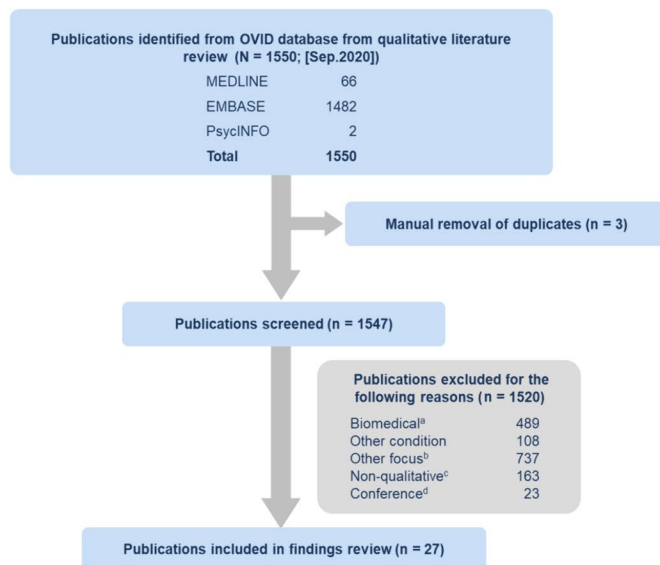 Publications identified from OVID database from qualitative literature
review (N = 1550; [Sep.2020])
MEDLINE 66
EMBASE 1482
PsycINFO 2
Total 1550
Manual removal of duplicates (n = 3)
Publications screened (n = 1547)
Publications excluded for the
following reasons (n = 1520)
Biomedicalᵃ 489
Other condition 108
Other focusᵇ 737
Non-qualitativeᶜ 163
Conferenceᵈ 23
Publications included in findings review (n = 27)